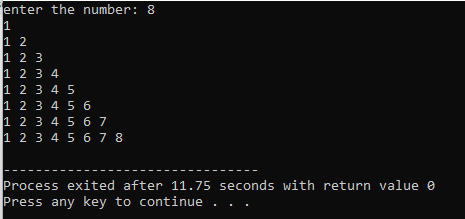 enter the number: 8
1
1 2
1 2 3
1 2 3 4
1 2 3 4 5
1 2 3 4 5 6
1 2 3 4 5 6 7
1 2 3 4 5 6 7 8
--------------------------------
Process exited after 11.75 seconds with return value 0
Press any key to continue . . .